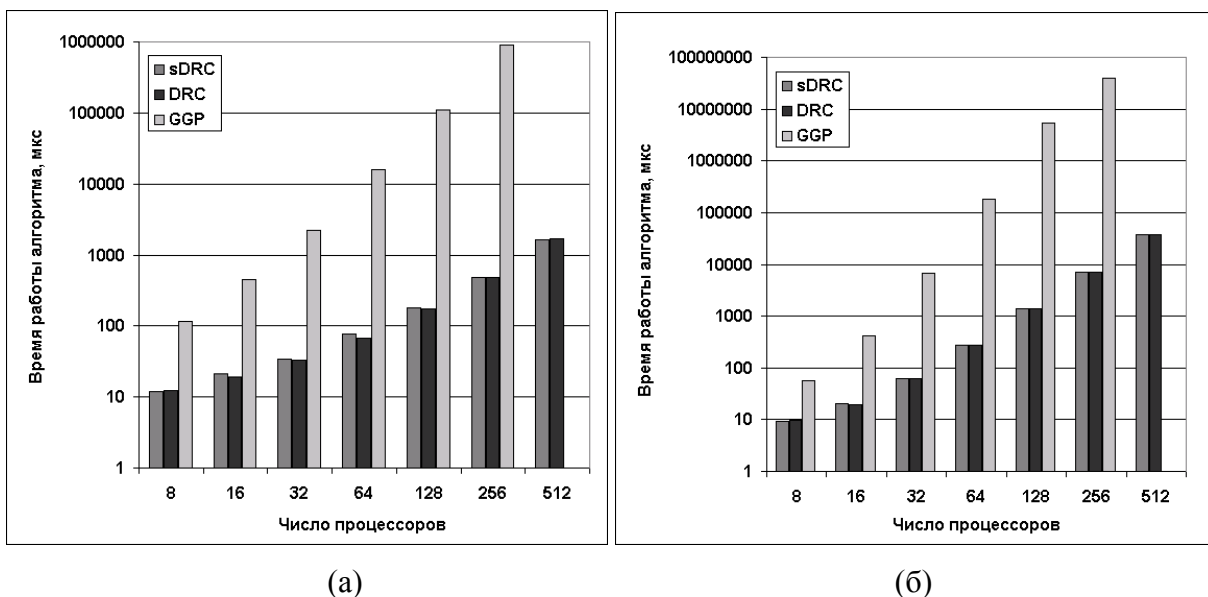 1000000
100000
10000
1000
100
10
1
Время работы алгоритма, мкс
sDRC
DRC
GGP
8 16 32 64 128 256 512
Число процессоров
(а)
100000000
10000000
1000000
100000
10000
1000
100
10
1
Время работы алгоритма, мкс
sDRC
DRC
GGP
8 16 32 64 128 256 512
Число процессоров
(б)